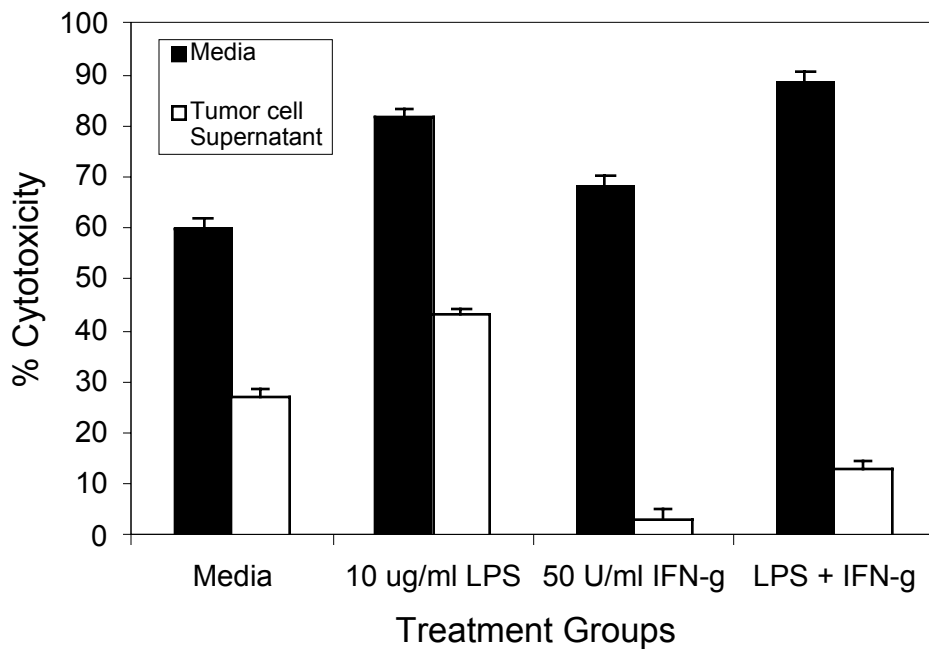 100
90
80
70
60
50
40
30
20
10
0
% Cytotoxicity
Media
Tumor cell
Supernatant
Media
10 ug/ml LPS
50 U/ml IFN-g
LPS + IFN-g
Treatment Groups